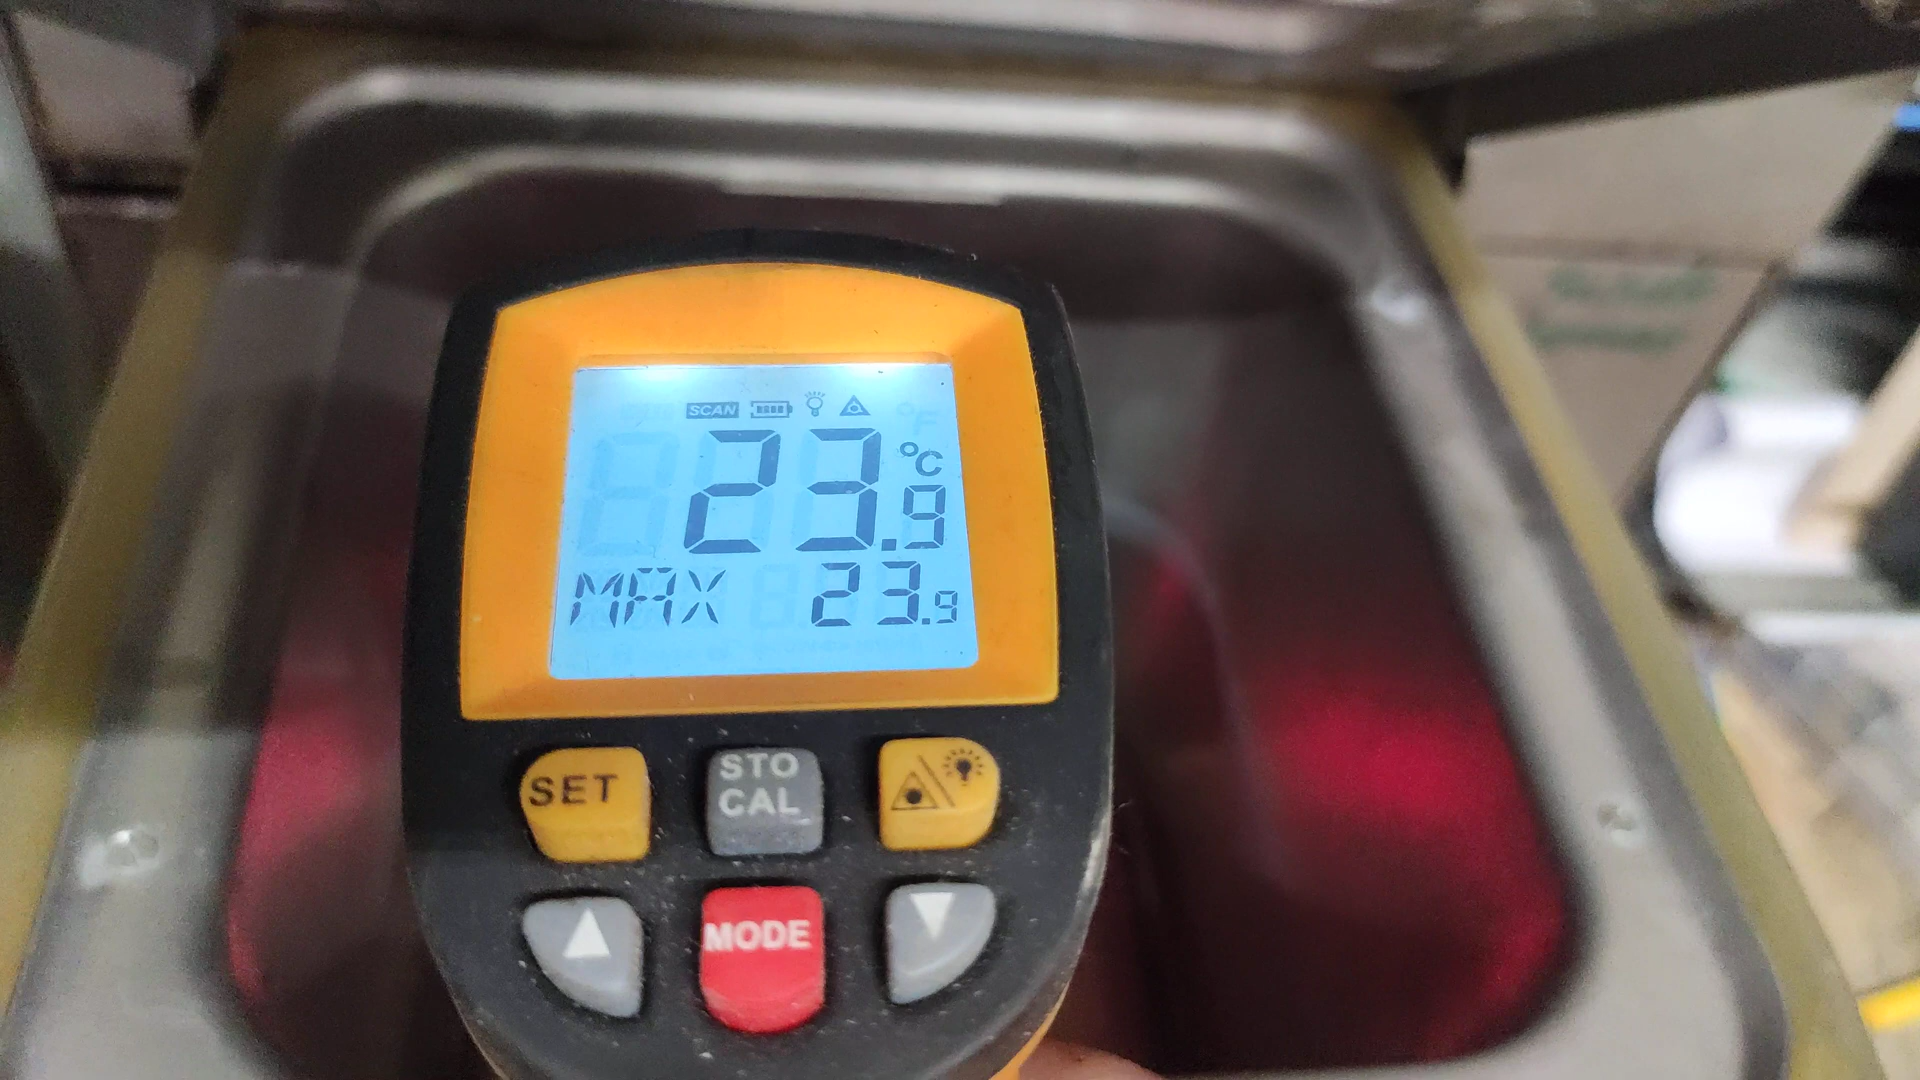 SCAN
23.9 °C
MAX 23.9
SET
STO
CAL
MODE